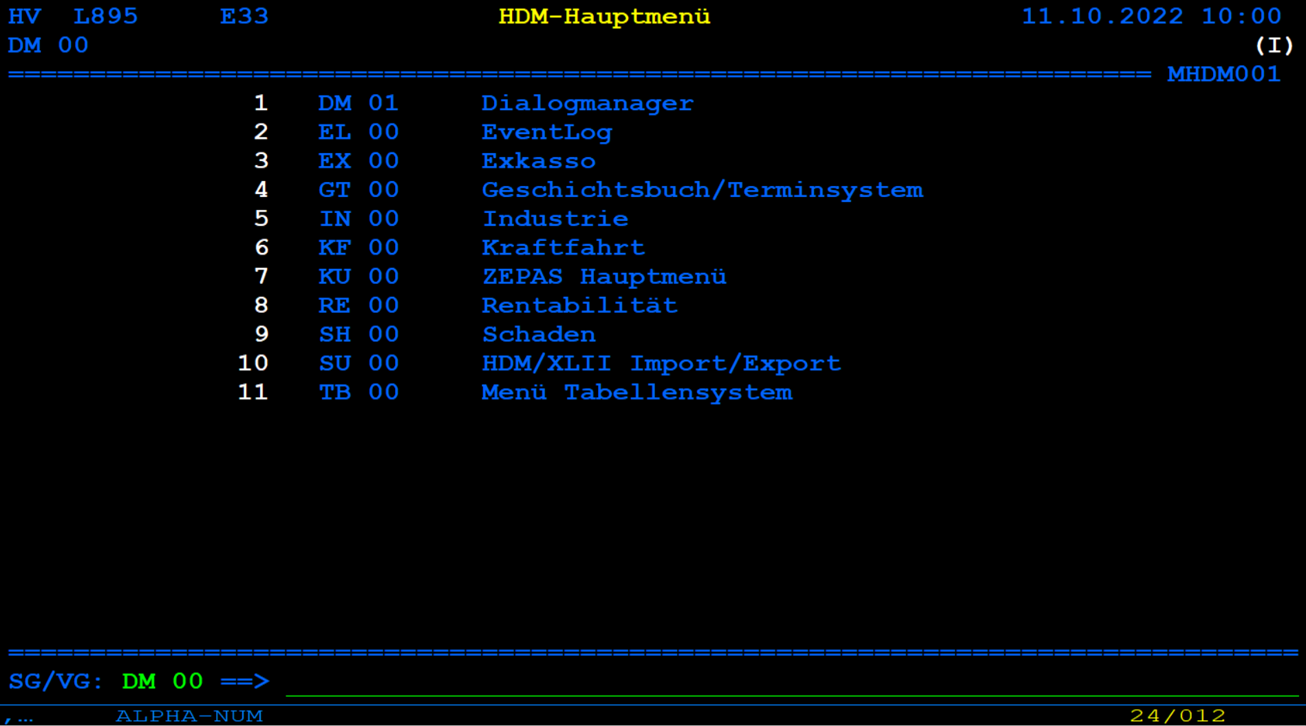 HV L895 E33 HDM-Hauptmenü 11.10.2022 10:00
DM 00 (I)
====================================================================== MHDM001
1 DM 01 Dialogmanager
2 EL 00 EventLog
3 EX 00 Exkasso
4 GT 00 Geschichtsbuch/Terminsystem
5 IN 00 Industrie
6 KF 00 Kraftfahrt
7 KU 00 ZEPAS Hauptmenü
8 RE 00 Rentabilität
9 SH 00 Schaden
10 SU 00 HDM/XLII Import/Export
11 TB 00 Menü Tabellensystem
===============================================================================
SG/VG: DM 00 ==>
,… ALPHA-NUM 24/012